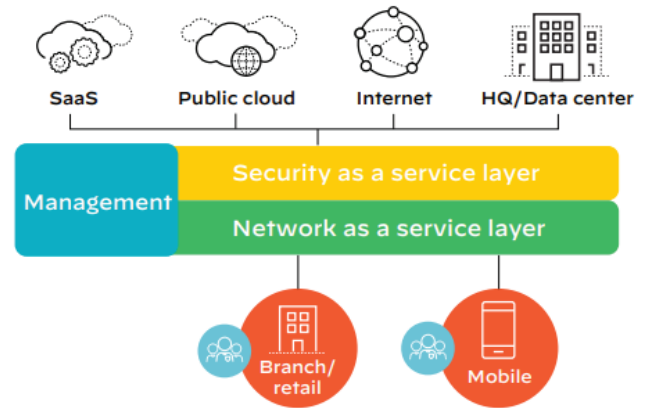 SaaS
Public cloud
Internet
HQ/Data center
Management
Security as a service layer
Network as a service layer
Branch/
retail
Mobile